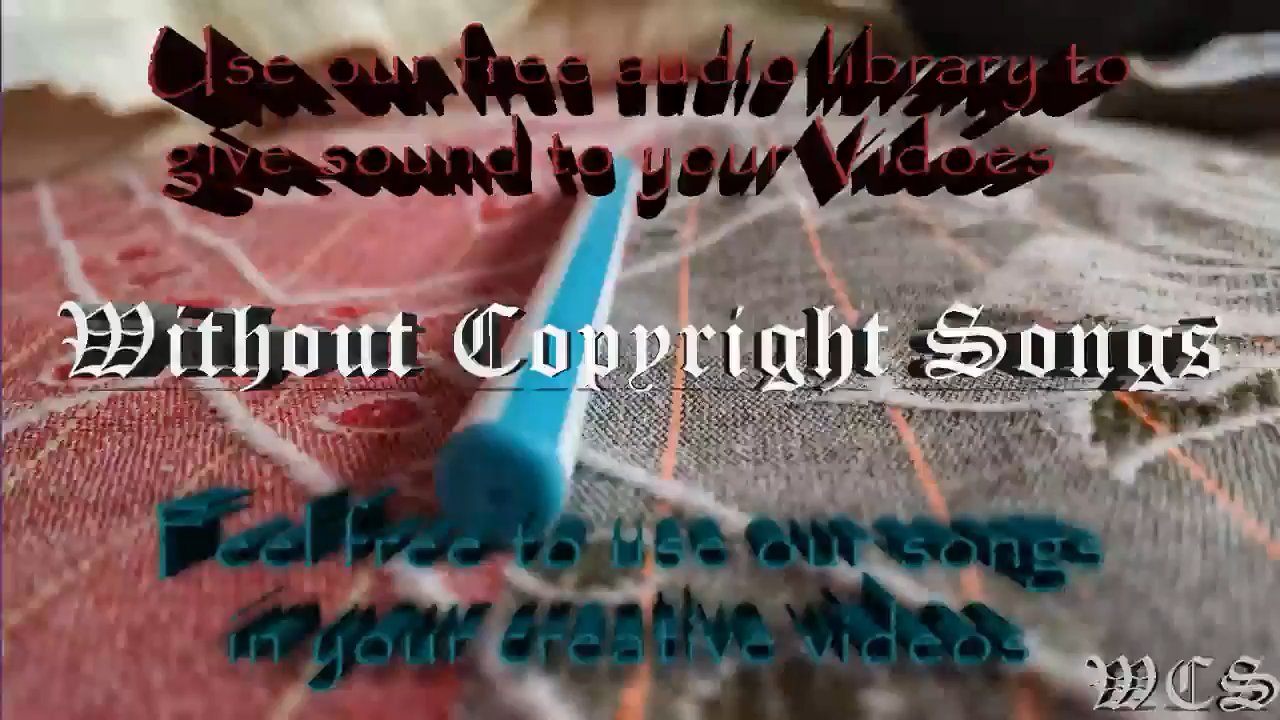 Use our free audio library to
give sound to your Vidoes
Without Copyright Songs
Feel free to use our songs
in your creative videos
WCS